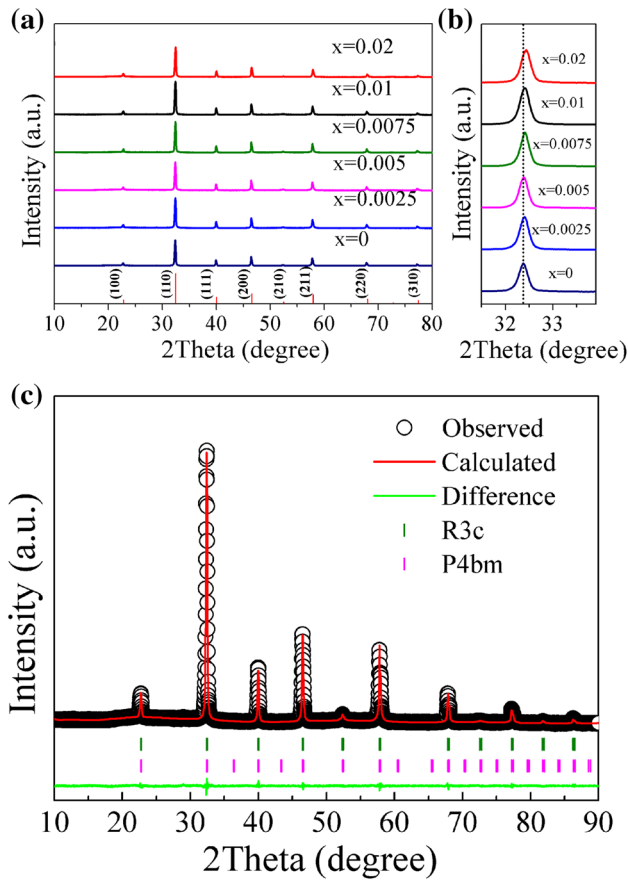 (a)
Intensity (a.u.)
x=0.02
x=0.01
x=0.0075
x=0.005
x=0.0025
x=0
(100) (110) (111) (200) (210) (211) (220) (310)
10 20 30 40 50 60 70 80
2Theta (degree)
(b)
Intensity (a.u.)
x=0.02
x=0.01
x=0.0075
x=0.005
x=0.0025
x=0
32 33
2Theta (degree)
(c)
Intensity (a.u.)
Observed
Calculated
Difference
R3c
P4bm
10 20 30 40 50 60 70 80 90
2Theta (degree)